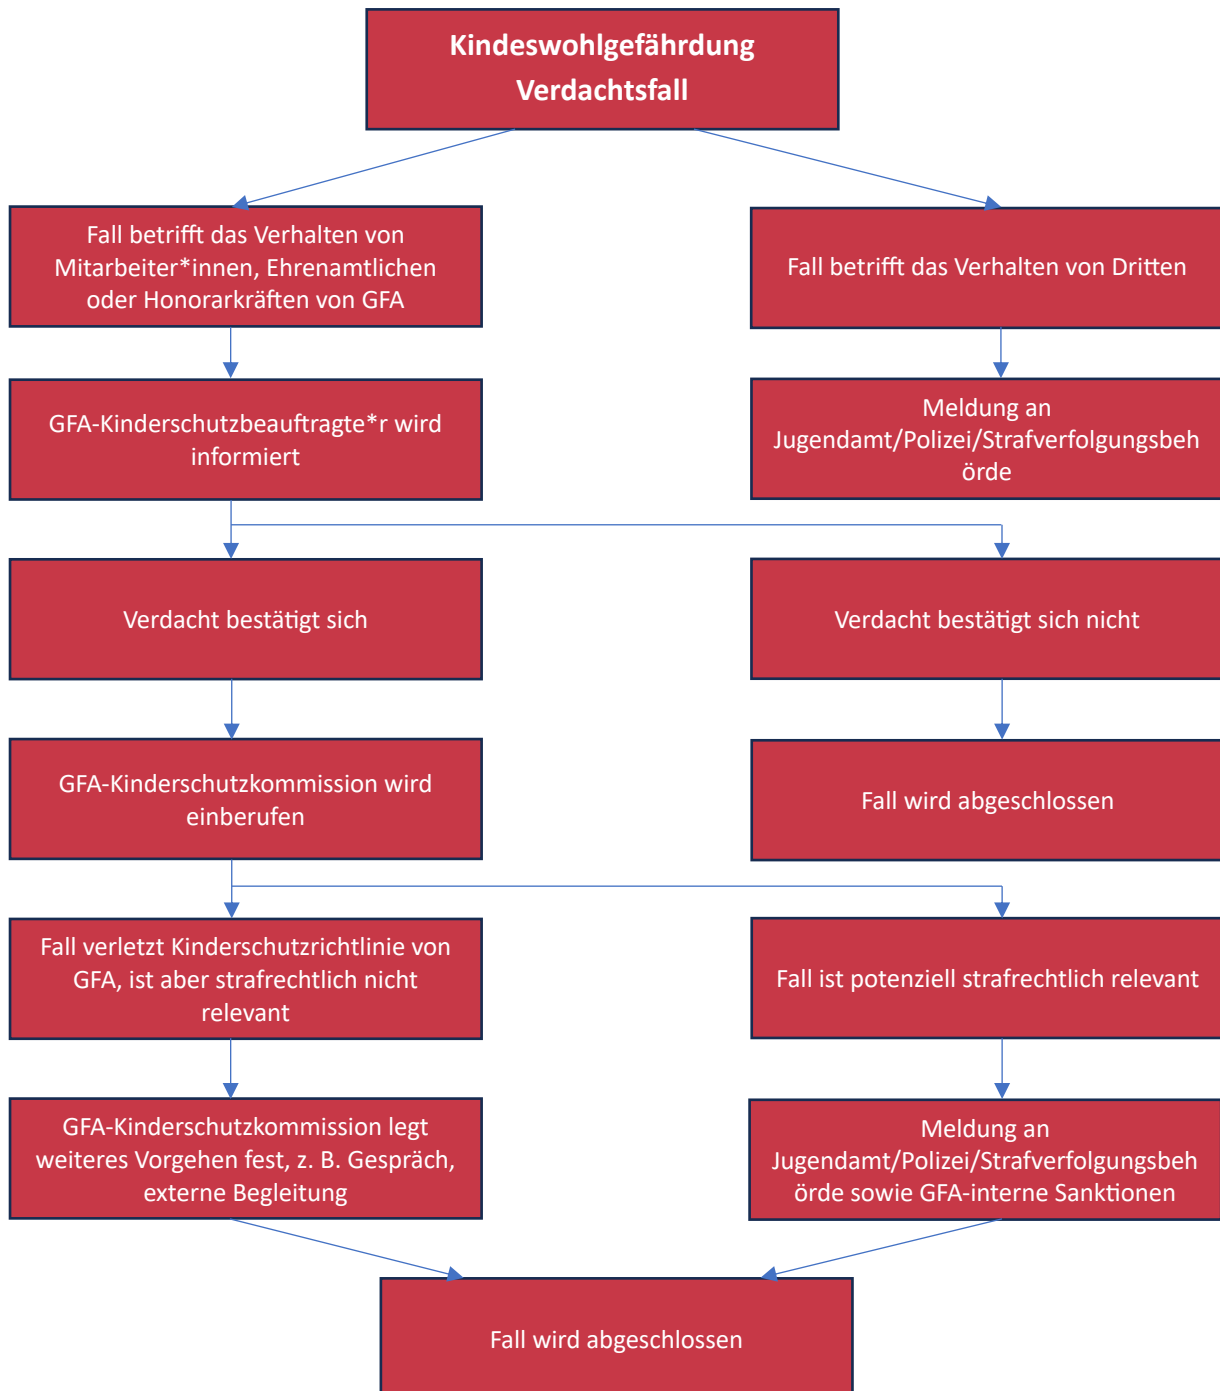 Kindeswohlgefährdung
Verdachtsfall
Fall betrifft das Verhalten von
Mitarbeiter*innen, Ehrenamtlichen
oder Honorarkräften von GFA
Fall betrifft das Verhalten von Dritten
GFA-Kinderschutzbeauftragte*r wird
informiert
Meldung an
Jugendamt/Polizei/Strafverfolgungsbeh
örde
Verdacht bestätigt sich
Verdacht bestätigt sich nicht
GFA-Kinderschutzkommission wird
einberufen
Fall wird abgeschlossen
Fall verletzt Kinderschutzrichtlinie von
GFA, ist aber strafrechtlich nicht
relevant
Fall ist potenziell strafrechtlich relevant
GFA-Kinderschutzkommission legt
weiteres Vorgehen fest, z. B. Gespräch,
externe Begleitung
Meldung an
Jugendamt/Polizei/Strafverfolgungsbeh
örde sowie GFA-interne Sanktionen
Fall wird abgeschlossen